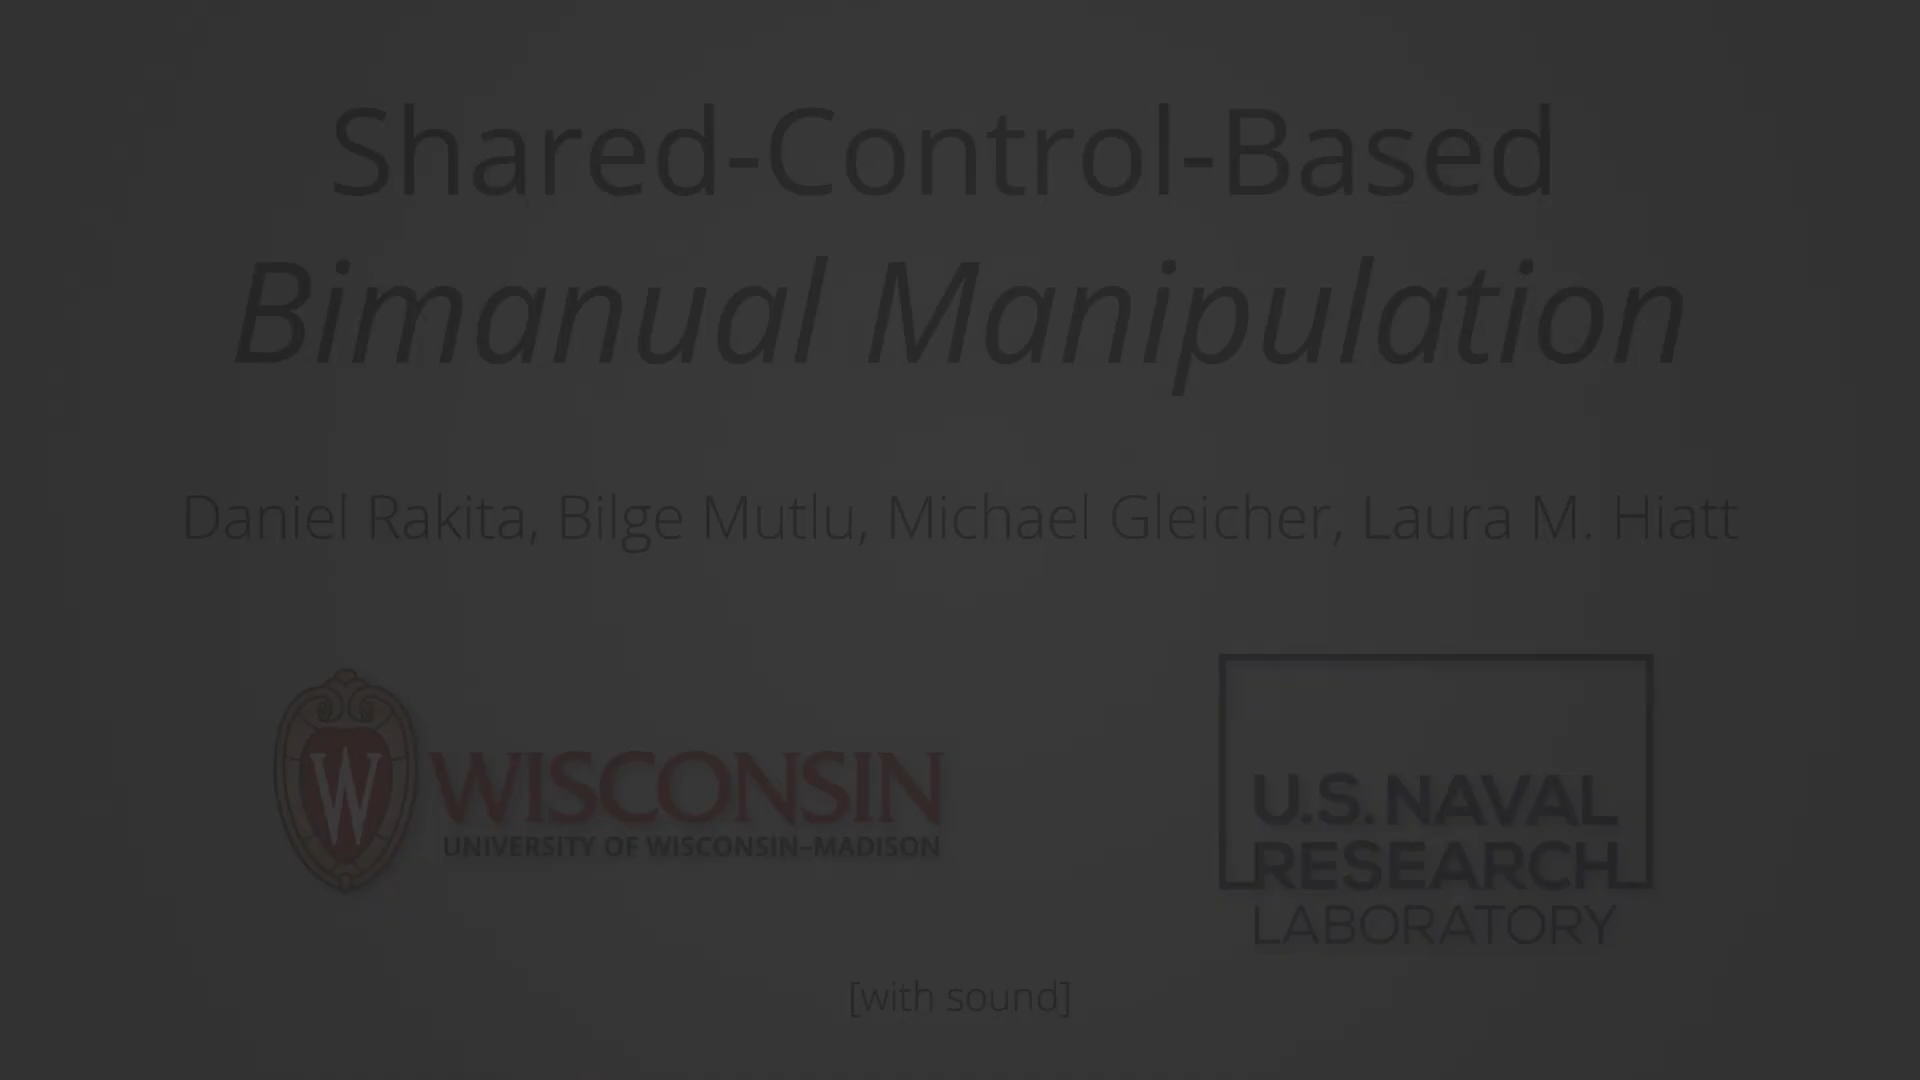 Shared-Control-Based
Bimanual Manipulation
Daniel Rakita, Bilge Mutlu, Michael Gleicher, Laura M. Hiatt
W
WISCONSIN
UNIVERSITY OF WISCONSIN–MADISON
U.S. NAVAL
RESEARCH
LABORATORY
[with sound]